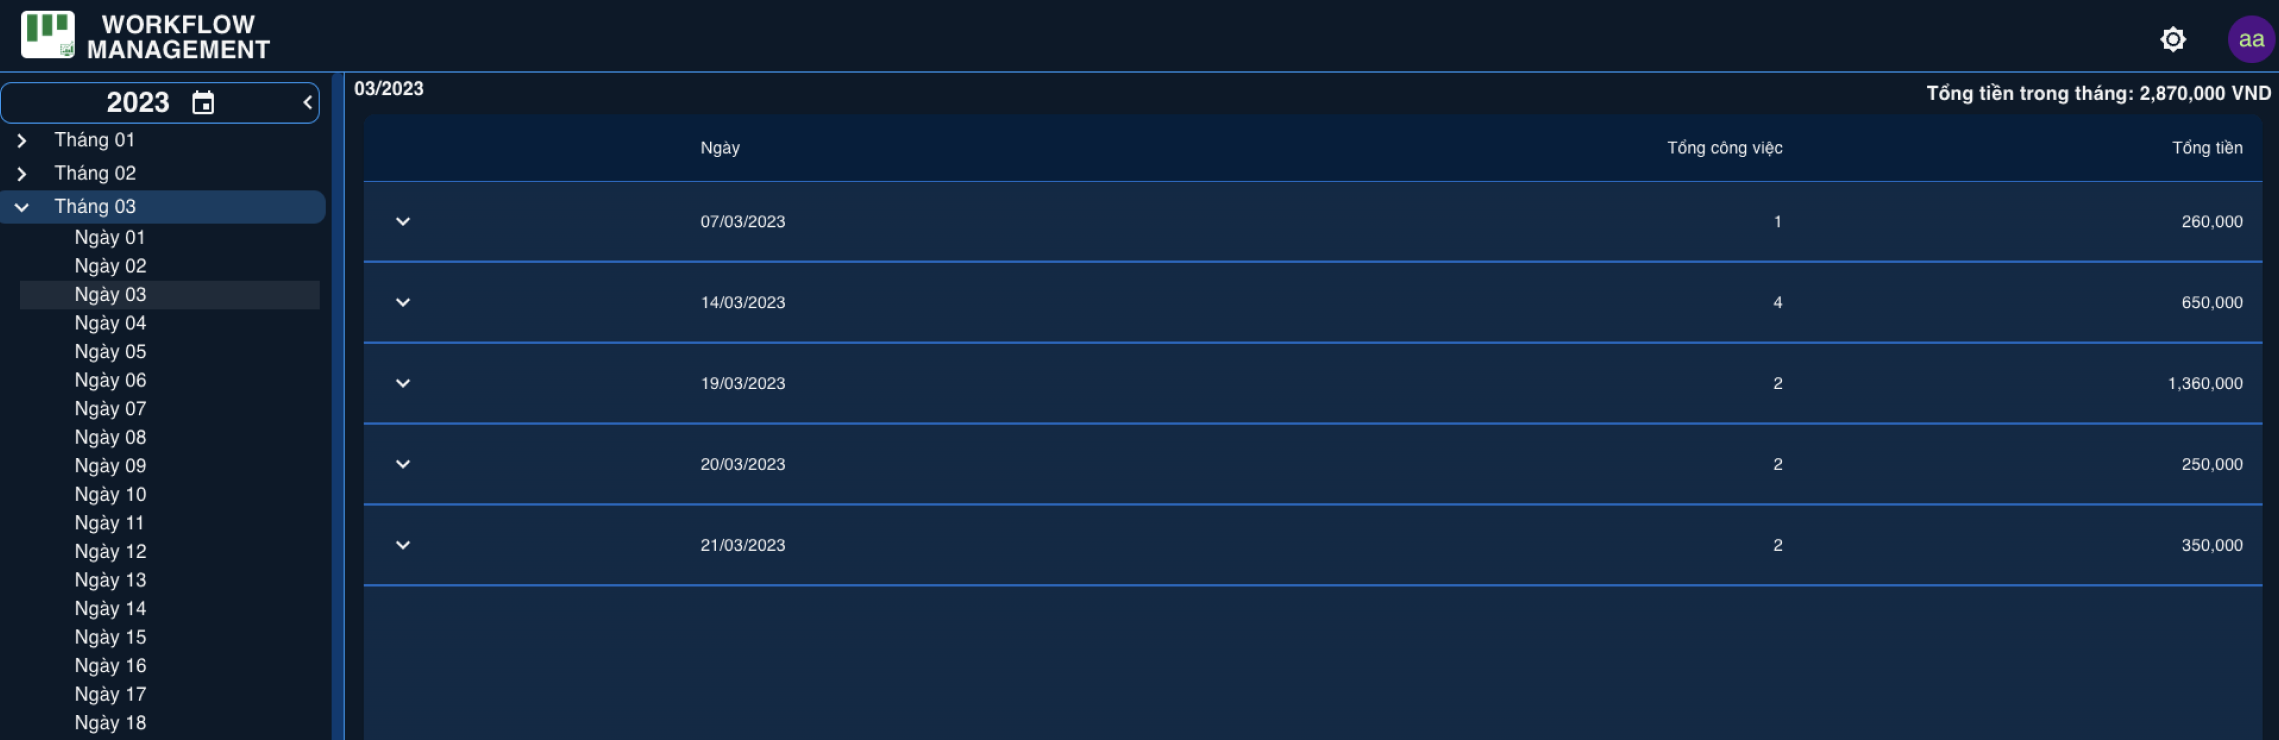 WORKFLOW
MANAGEMENT
aa
2023
Tháng 01
Tháng 02
Tháng 03
Ngày 01
Ngày 02
Ngày 03
Ngày 04
Ngày 05
Ngày 06
Ngày 07
Ngày 08
Ngày 09
Ngày 10
Ngày 11
Ngày 12
Ngày 13
Ngày 14
Ngày 15
Ngày 16
Ngày 17
Ngày 18
03/2023
Tổng tiền trong tháng: 2,870,000 VND
Ngày Tổng công việc Tổng tiền
07/03/2023 1 260,000
14/03/2023 4 650,000
19/03/2023 2 1,360,000
20/03/2023 2 250,000
21/03/2023 2 350,000